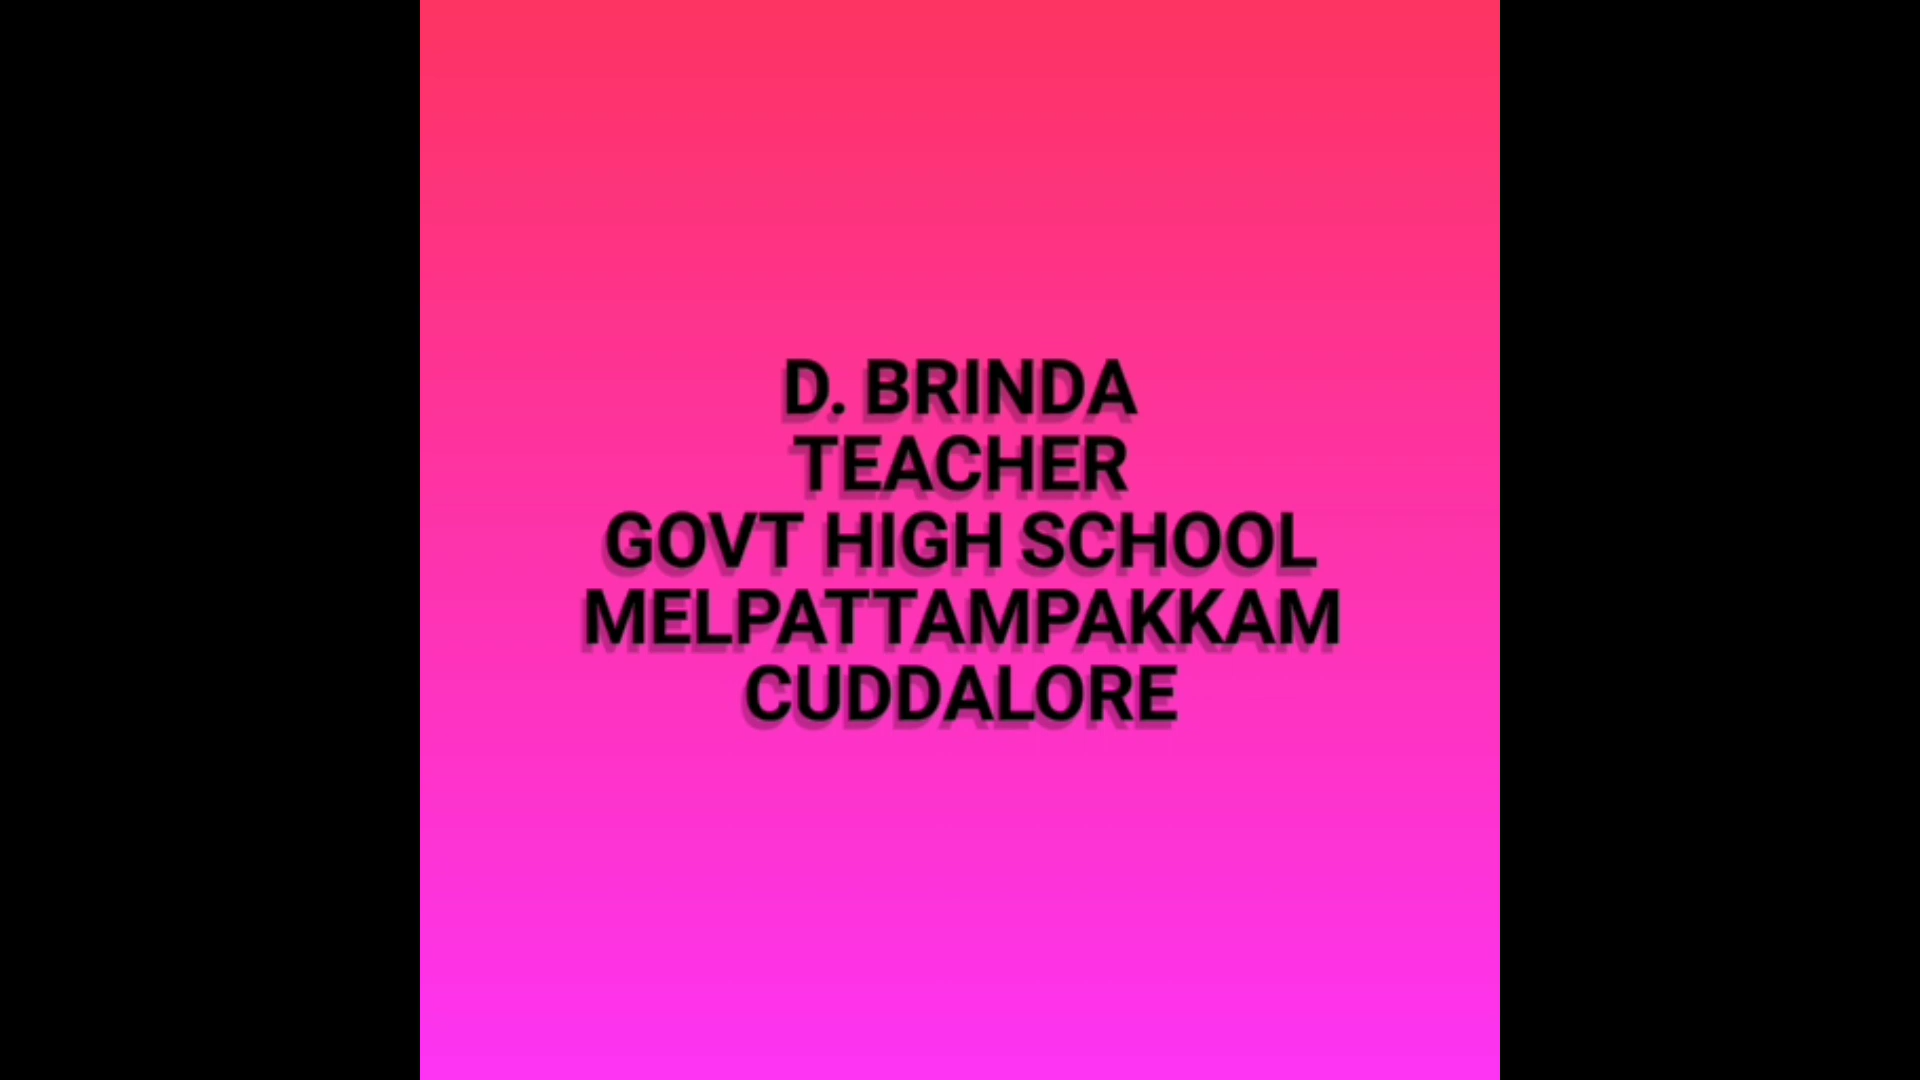 D. BRINDA
TEACHER
GOVT HIGH SCHOOL
MELPATTAMPAKKAM
CUDDALORE